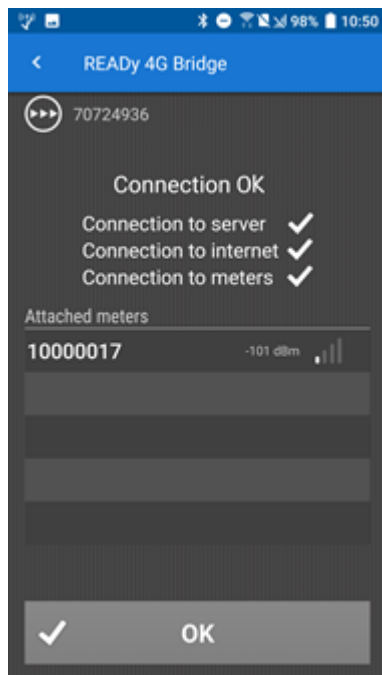 98% 10:50
READy 4G Bridge
70724936
Connection OK
Connection to server
Connection to internet
Connection to meters
Attached meters
10000017 -101 dBm
OK